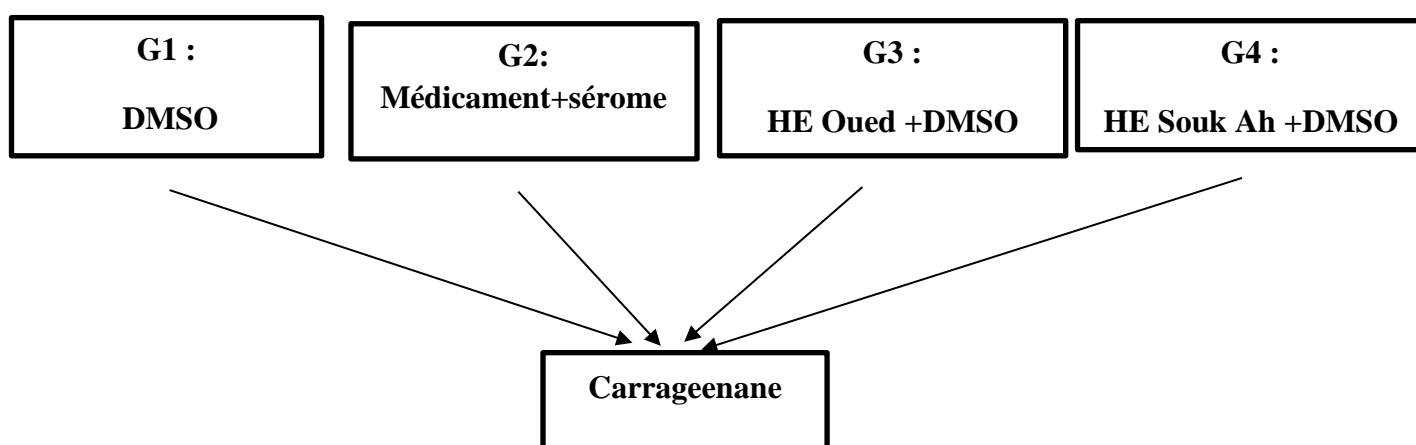 G1 :
DMSO
G2:
Médicament+sérome
G3 :
HE Oued +DMSO
G4 :
HE Souk Ah +DMSO
Carrageenane